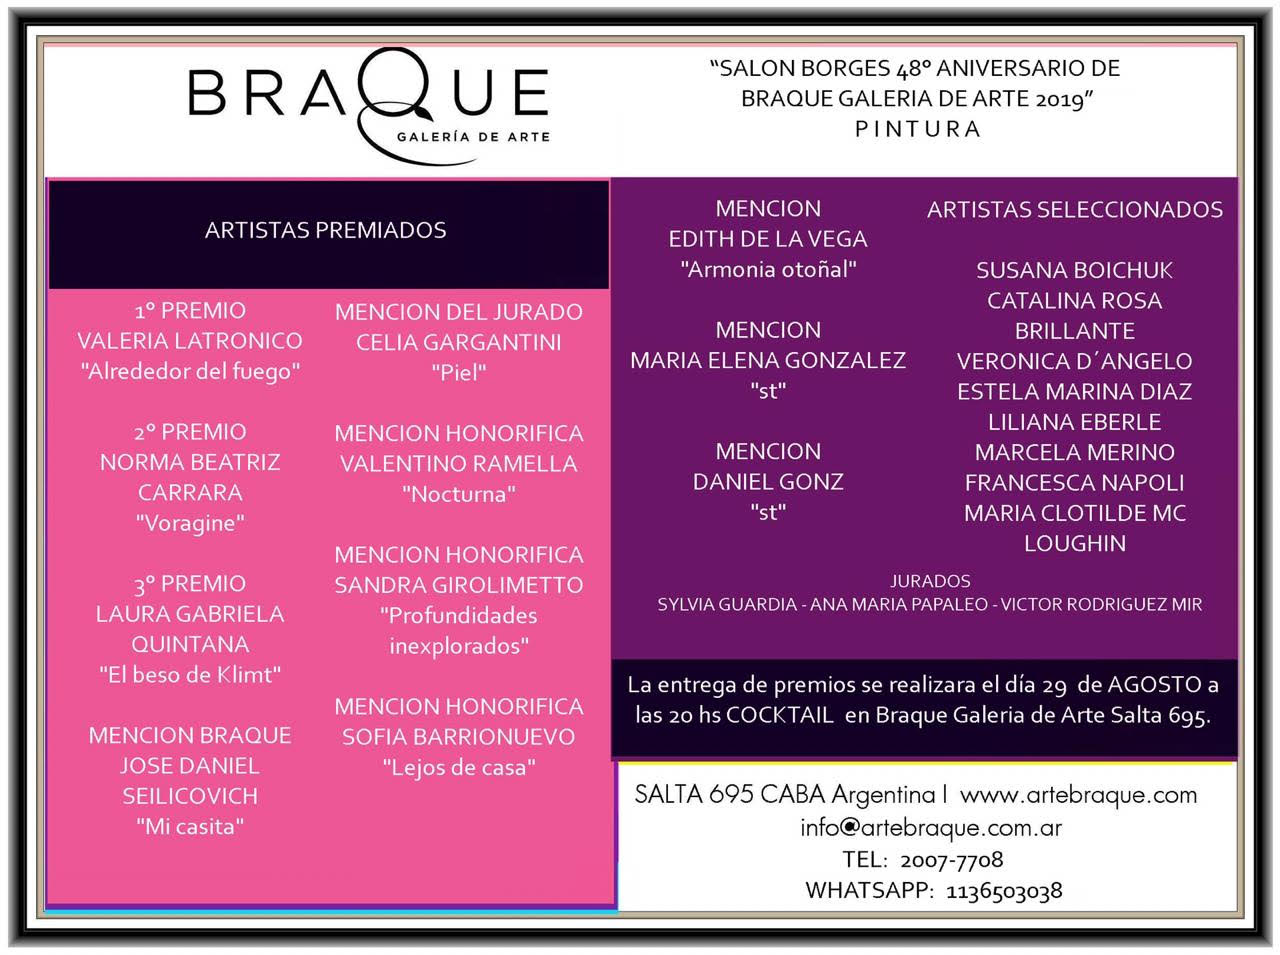 BRAQUE
GALERÍA DE ARTE
“SALON BORGES 48º ANIVERSARIO DE
BRAQUE GALERIA DE ARTE 2019”
PINTURA
ARTISTAS PREMIADOS
1º PREMIO
VALERIA LATRONICO
"Alrededor del fuego"
2º PREMIO
NORMA BEATRIZ
CARRARA
"Voragine"
3º PREMIO
LAURA GABRIELA
QUINTANA
"El beso de Klimt"
MENCION BRAQUE
JOSE DANIEL
SEILICOVICH
"Mi casita"
MENCION DEL JURADO
CELIA GARGANTINI
"Piel"
MENCION HONORIFICA
VALENTINO RAMELLA
"Nocturna"
MENCION HONORIFICA
SANDRA GIROLIMETTO
"Profundidades
inexplorados"
MENCION HONORIFICA
SOFIA BARRIONUEVO
"Lejos de casa"
MENCION
EDITH DE LA VEGA
"Armonia otoñal"
MENCION
MARIA ELENA GONZALEZ
"st"
MENCION
DANIEL GONZ
"st"
ARTISTAS SELECCIONADOS
SUSANA BOICHUK
CATALINA ROSA
BRILLANTE
VERONICA D´ANGELO
ESTELA MARINA DIAZ
LILIANA EBERLE
MARCELA MERINO
FRANCESCA NAPOLI
MARIA CLOTILDE MC
LOUGHIN
JURADOS
SYLVIA GUARDIA - ANA MARIA PAPALEO - VICTOR RODRIGUEZ MIR
La entrega de premios se realizara el día 29 de AGOSTO a
las 20 hs COCKTAIL en Braque Galeria de Arte Salta 695.
SALTA 695 CABA Argentina l www.artebraque.com
info@artebraque.com.ar
TEL: 2007-7708
WHATSAPP: 1136503038